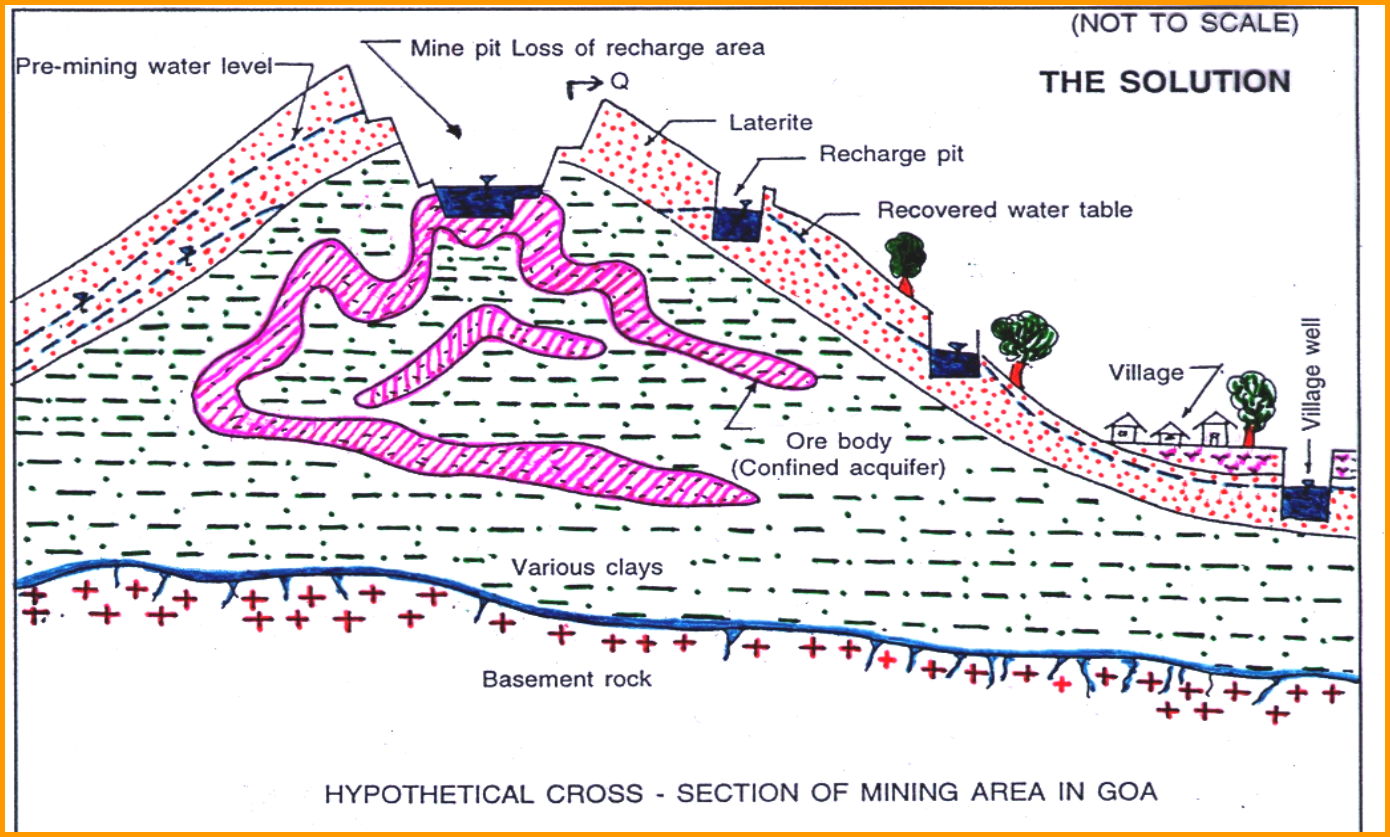 (NOT TO SCALE)
Mine pit Loss of recharge area
Pre-mining water level
THE SOLUTION
Q
Laterite
Recharge pit
Recovered water table
Village
Village well
Ore body
(Confined acquifer)
Various clays
Basement rock
HYPOTHETICAL CROSS - SECTION OF MINING AREA IN GOA